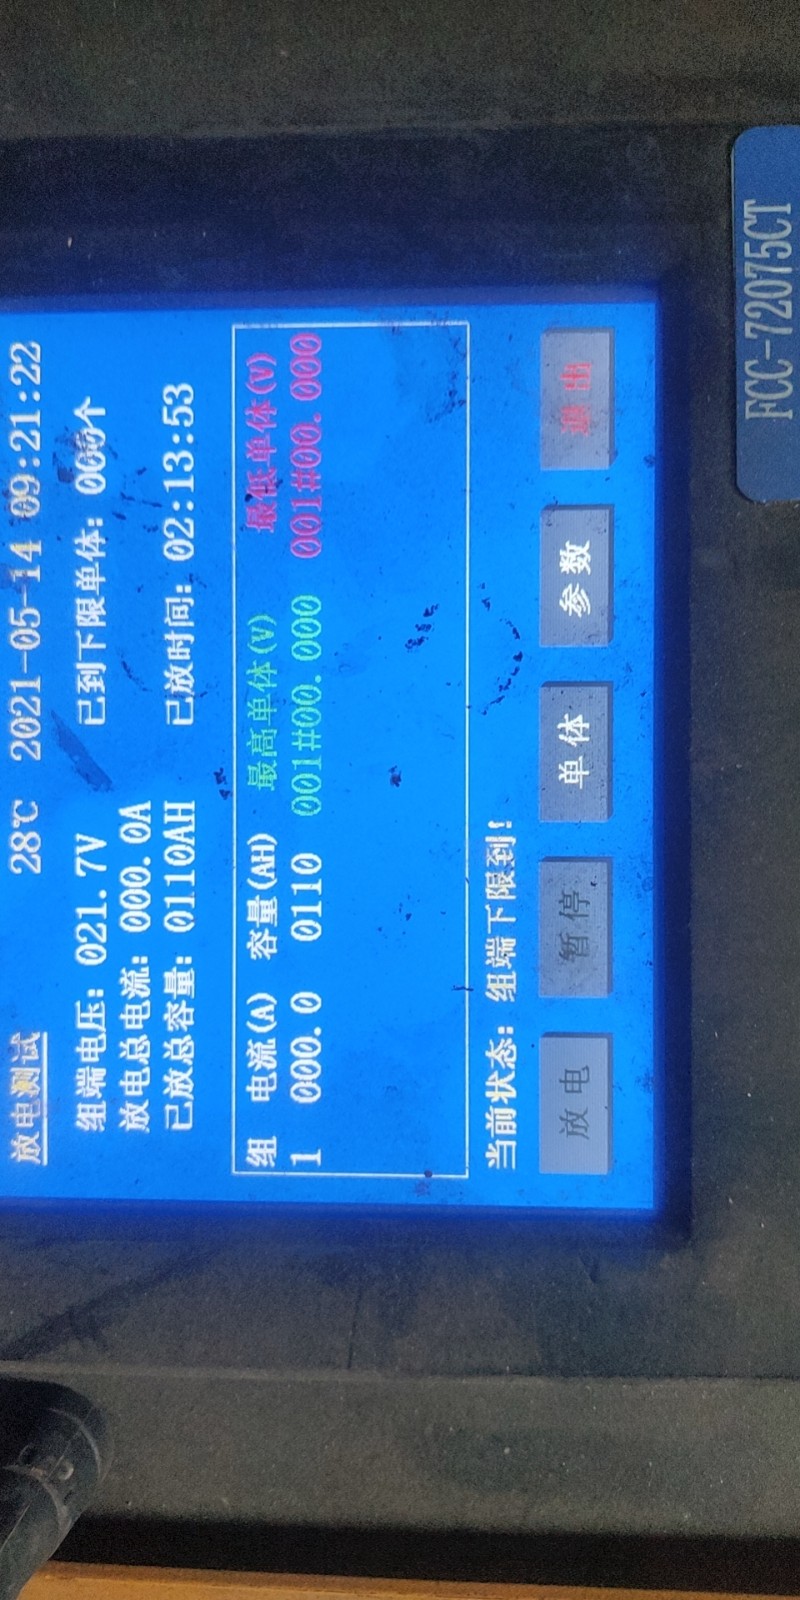 放电测试 28℃ 2021-05-14 09:21:22
组端电压: 021.7V 已到下限单体: 000个
放电总电流: 000.0A
已放总容量: 0110AH 已放时间: 02:13:53
组 电流(A) 容量(AH) 最高单体(V) 最低单体(V)
1 000.0 0110 001#00.000 001#00.000
当前状态: 组端下限到!
放电 暂停 单体 参数 退出
FCC-72075CT